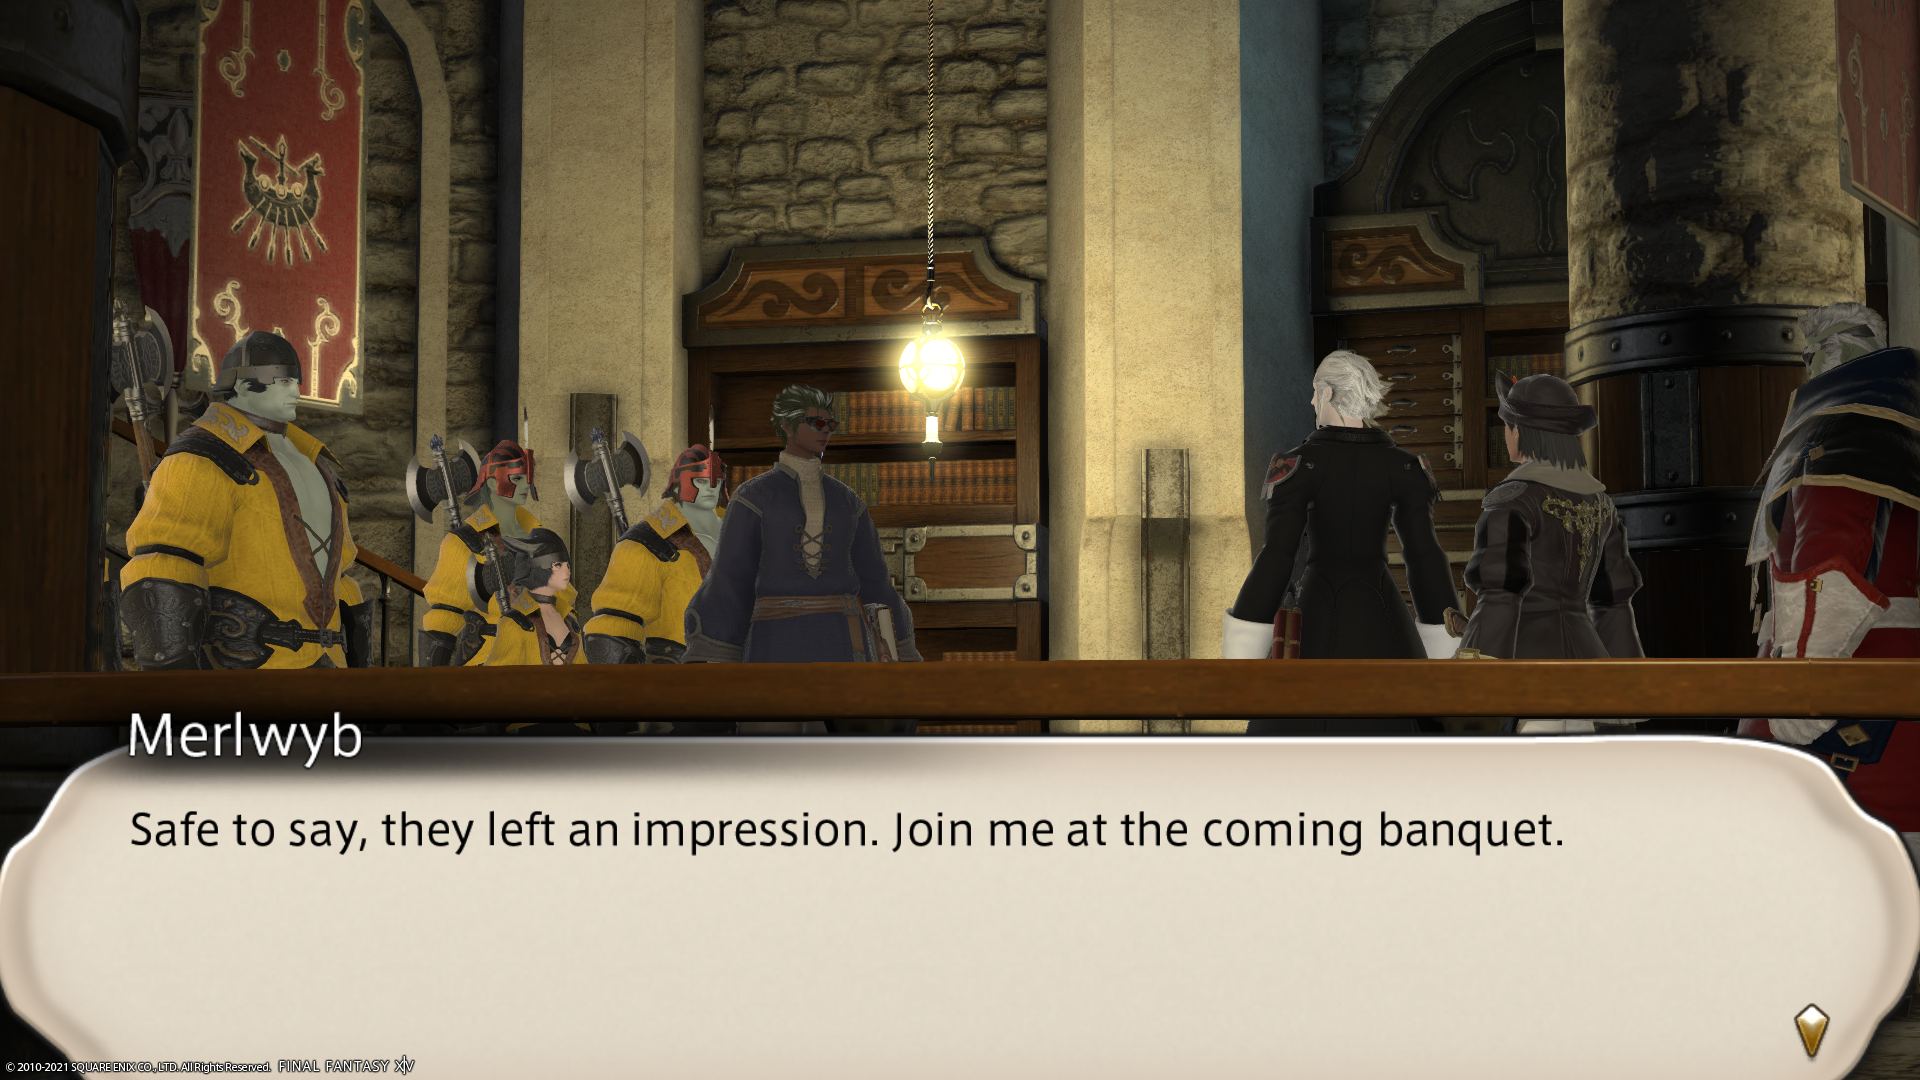 Merlwyb
Safe to say, they left an impression. Join me at the coming banquet.
© 2010-2021 SQUARE ENIX CO., LTD. All Rights Reserved. FINAL FANTASY XIV